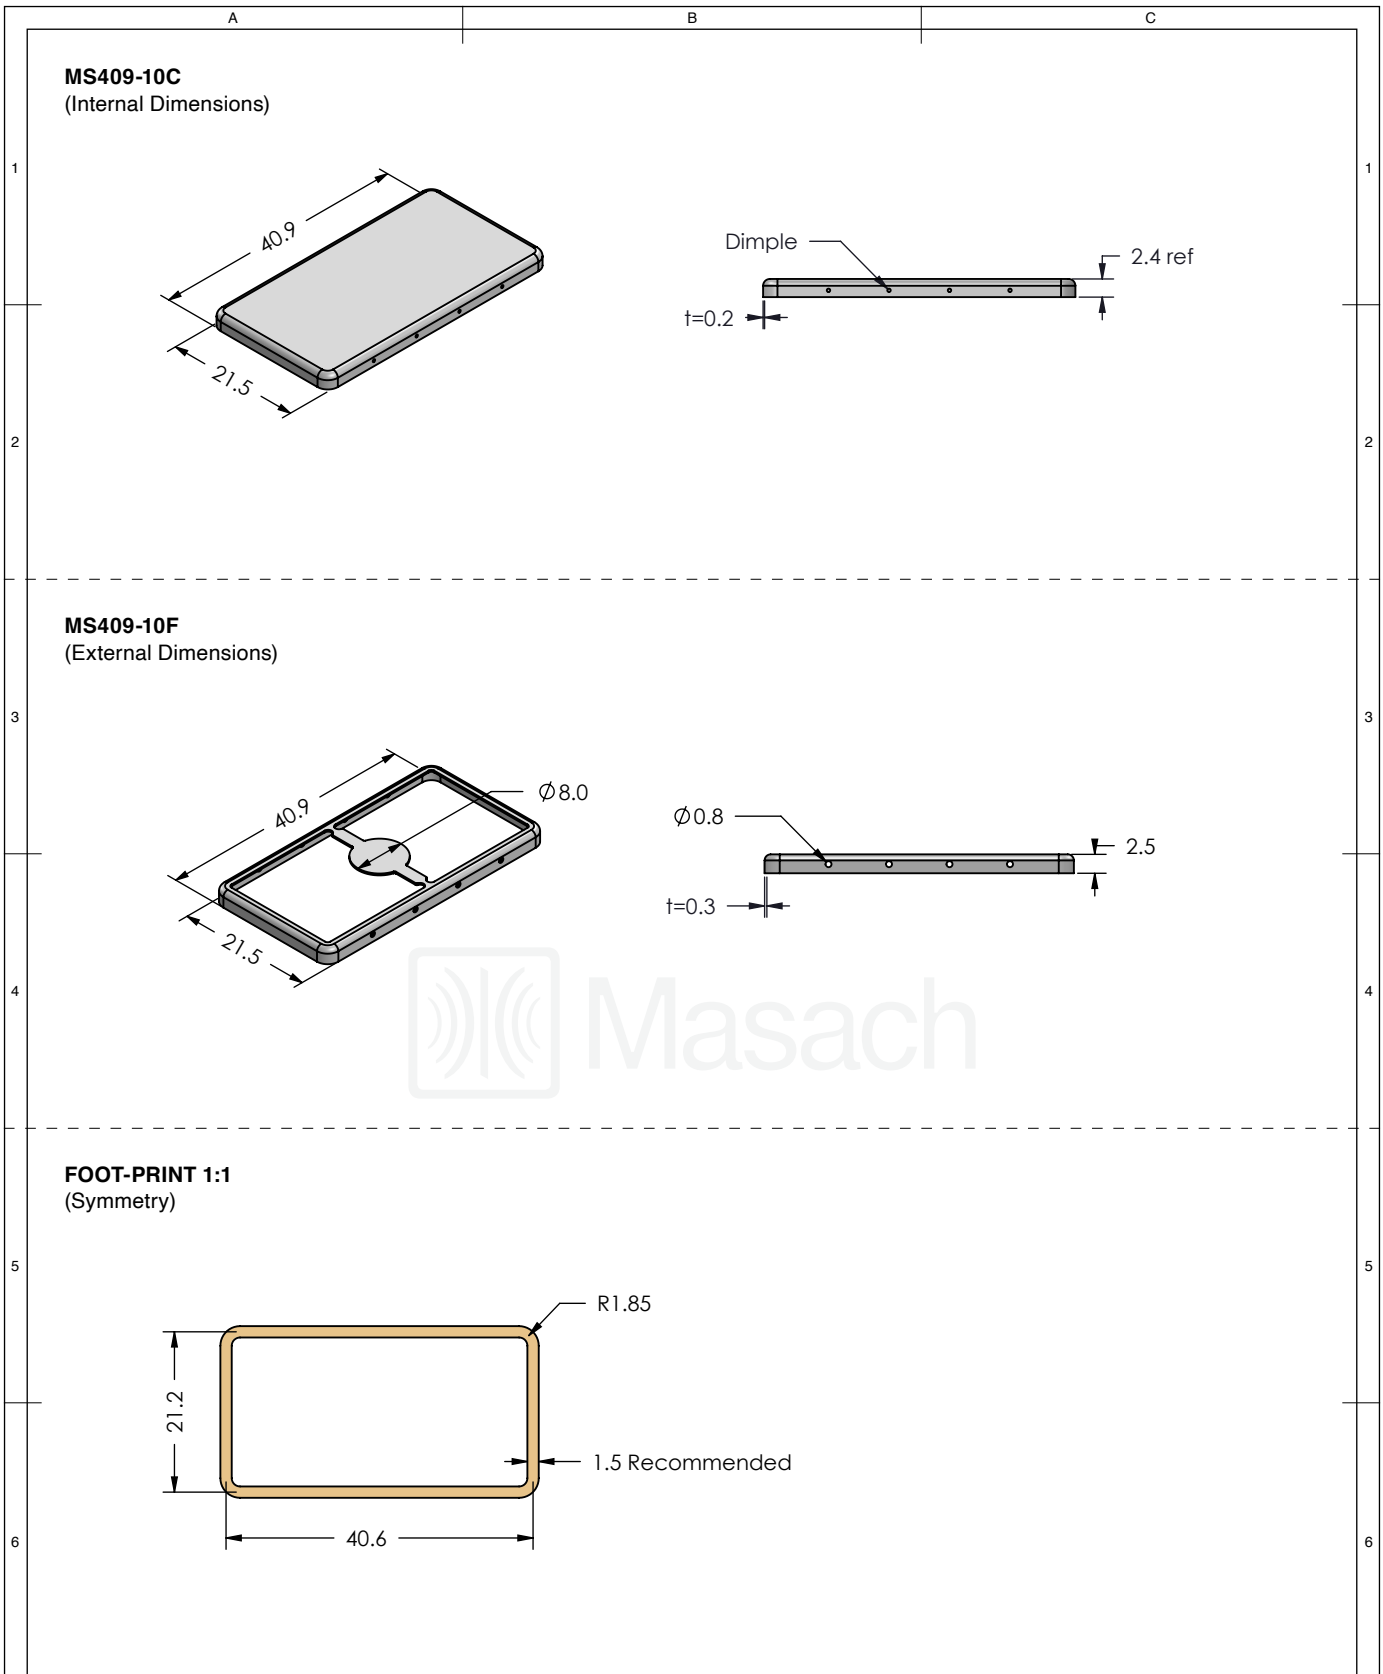 A B C
MS409-10C
(Internal Dimensions)
1 1
40.9
Dimple
2.4 ref
t=0.2
21.5
2 2
MS409-10F
(External Dimensions)
3 3
40.9
Ø8.0
Ø0.8
2.5
t=0.3
21.5
4 4
Masach
FOOT-PRINT 1:1
(Symmetry)
5 5
R1.85
21.2
1.5 Recommended
40.6
6 6